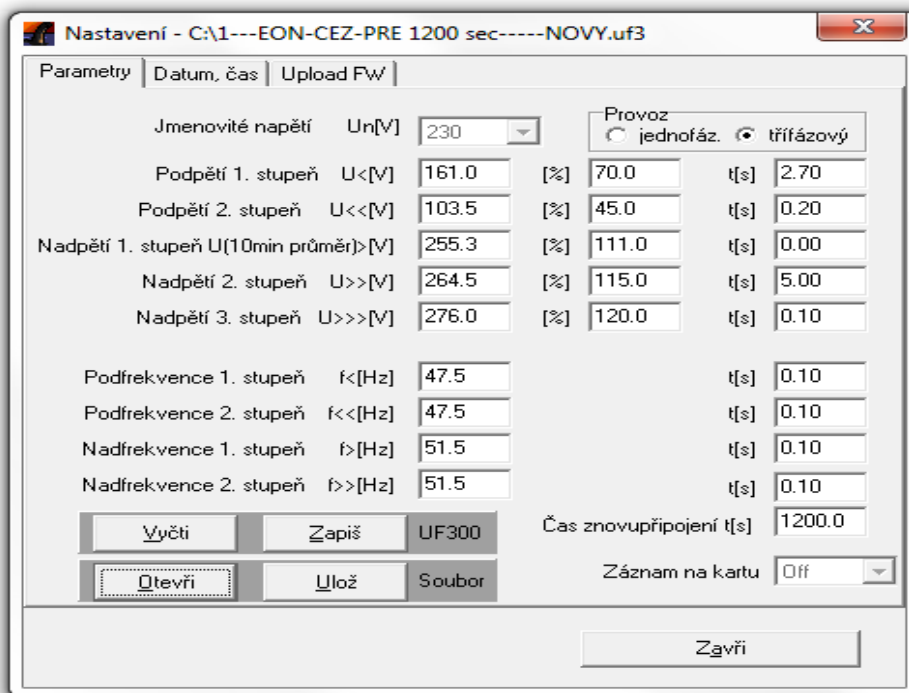 Nastavení - C:\1---EON-CEZ-PRE 1200 sec-----NOVY.uf3
Parametry Datum, čas Upload FW
Provoz
Jmenovité napětí Un[V] 230 jednofáz. třífázový
Podpětí 1. stupeň U<[V] 161.0 [%] 70.0 t[s] 2.70
Podpětí 2. stupeň U<<[V] 103.5 [%] 45.0 t[s] 0.20
Nadpětí 1. stupeň U(10min průměr)>[V] 255.3 [%] 111.0 t[s] 0.00
Nadpětí 2. stupeň U>>[V] 264.5 [%] 115.0 t[s] 5.00
Nadpětí 3. stupeň U>>>[V] 276.0 [%] 120.0 t[s] 0.10
Podfrekvence 1. stupeň f<[Hz] 47.5 t[s] 0.10
Podfrekvence 2. stupeň f<<[Hz] 47.5 t[s] 0.10
Nadfrekvence 1. stupeň f>[Hz] 51.5 t[s] 0.10
Nadfrekvence 2. stupeň f>>[Hz] 51.5 t[s] 0.10
Vyčti Zapiš UF300 Čas znovupřipojení t[s] 1200.0
Otevři Ulož Soubor Záznam na kartu Off
Zavři